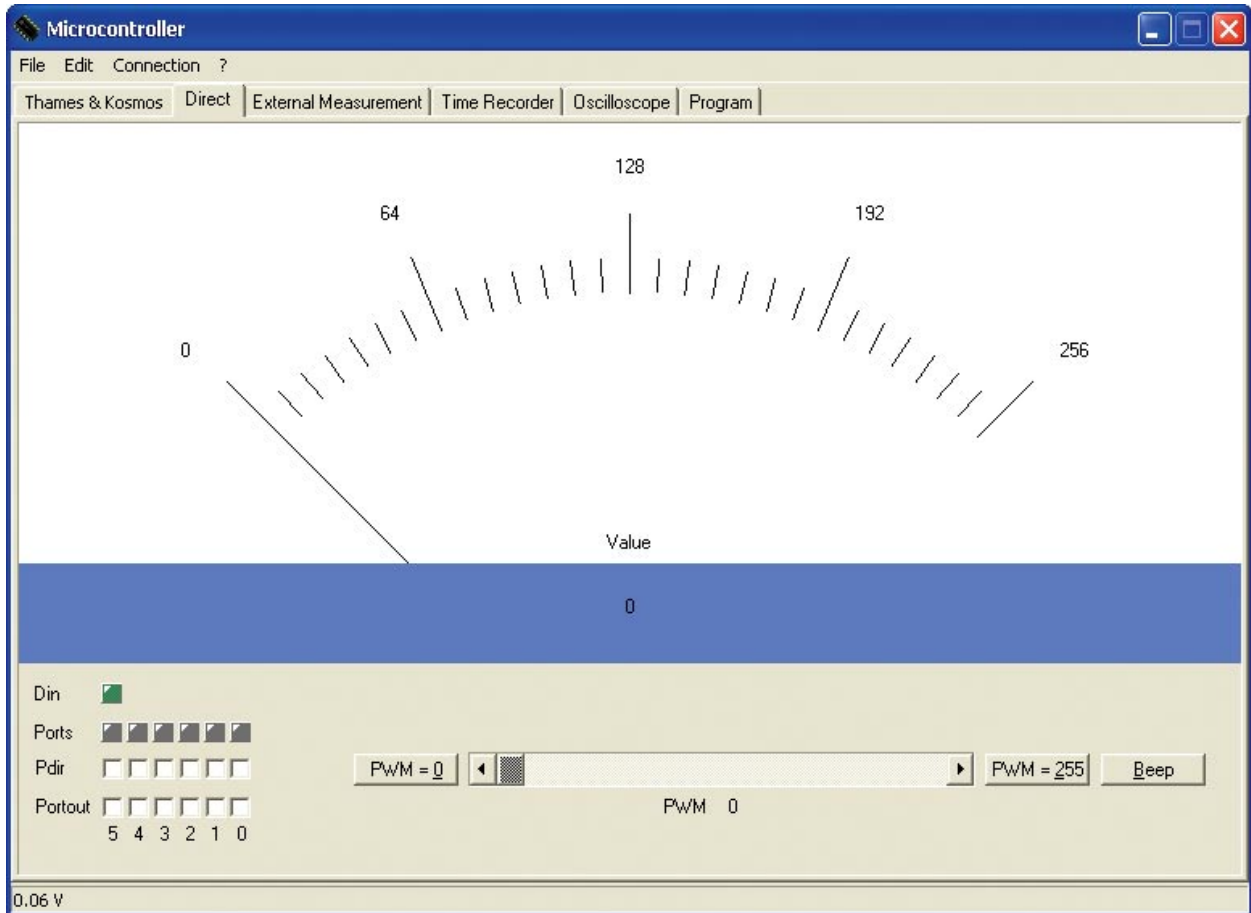 Microcontroller
File Edit Connection ?
Thames & Kosmos Direct External Measurement Time Recorder Oscilloscope Program
128
64 192
0 256
Value
0
Din
Ports
Pdir PWM = 0 PWM = 255 Beep
Portout PWM 0
5 4 3 2 1 0
0.06 V